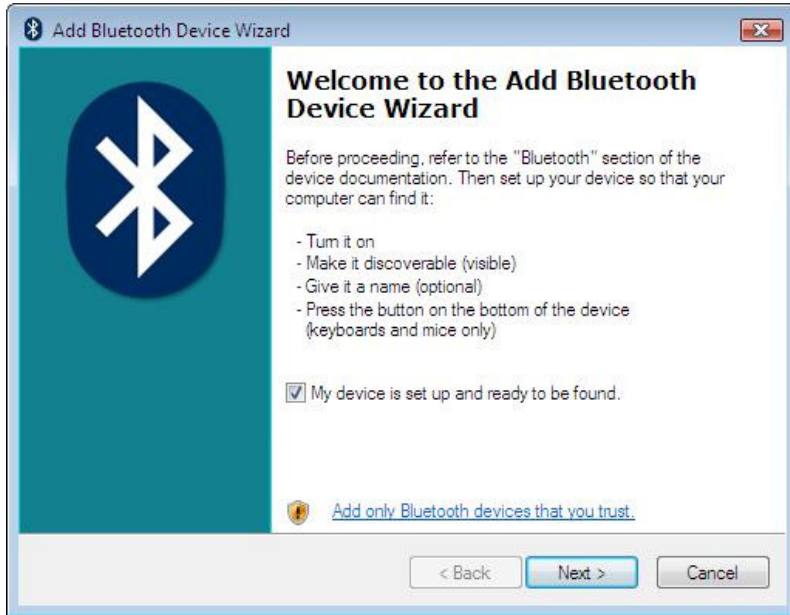 Add Bluetooth Device Wizard
Welcome to the Add Bluetooth
Device Wizard
Before proceeding, refer to the "Bluetooth" section of the
device documentation. Then set up your device so that your
computer can find it:
- Turn it on
- Make it discoverable (visible)
- Give it a name (optional)
- Press the button on the bottom of the device
(keyboards and mice only)
My device is set up and ready to be found.
Add only Bluetooth devices that you trust.
< Back Next > Cancel